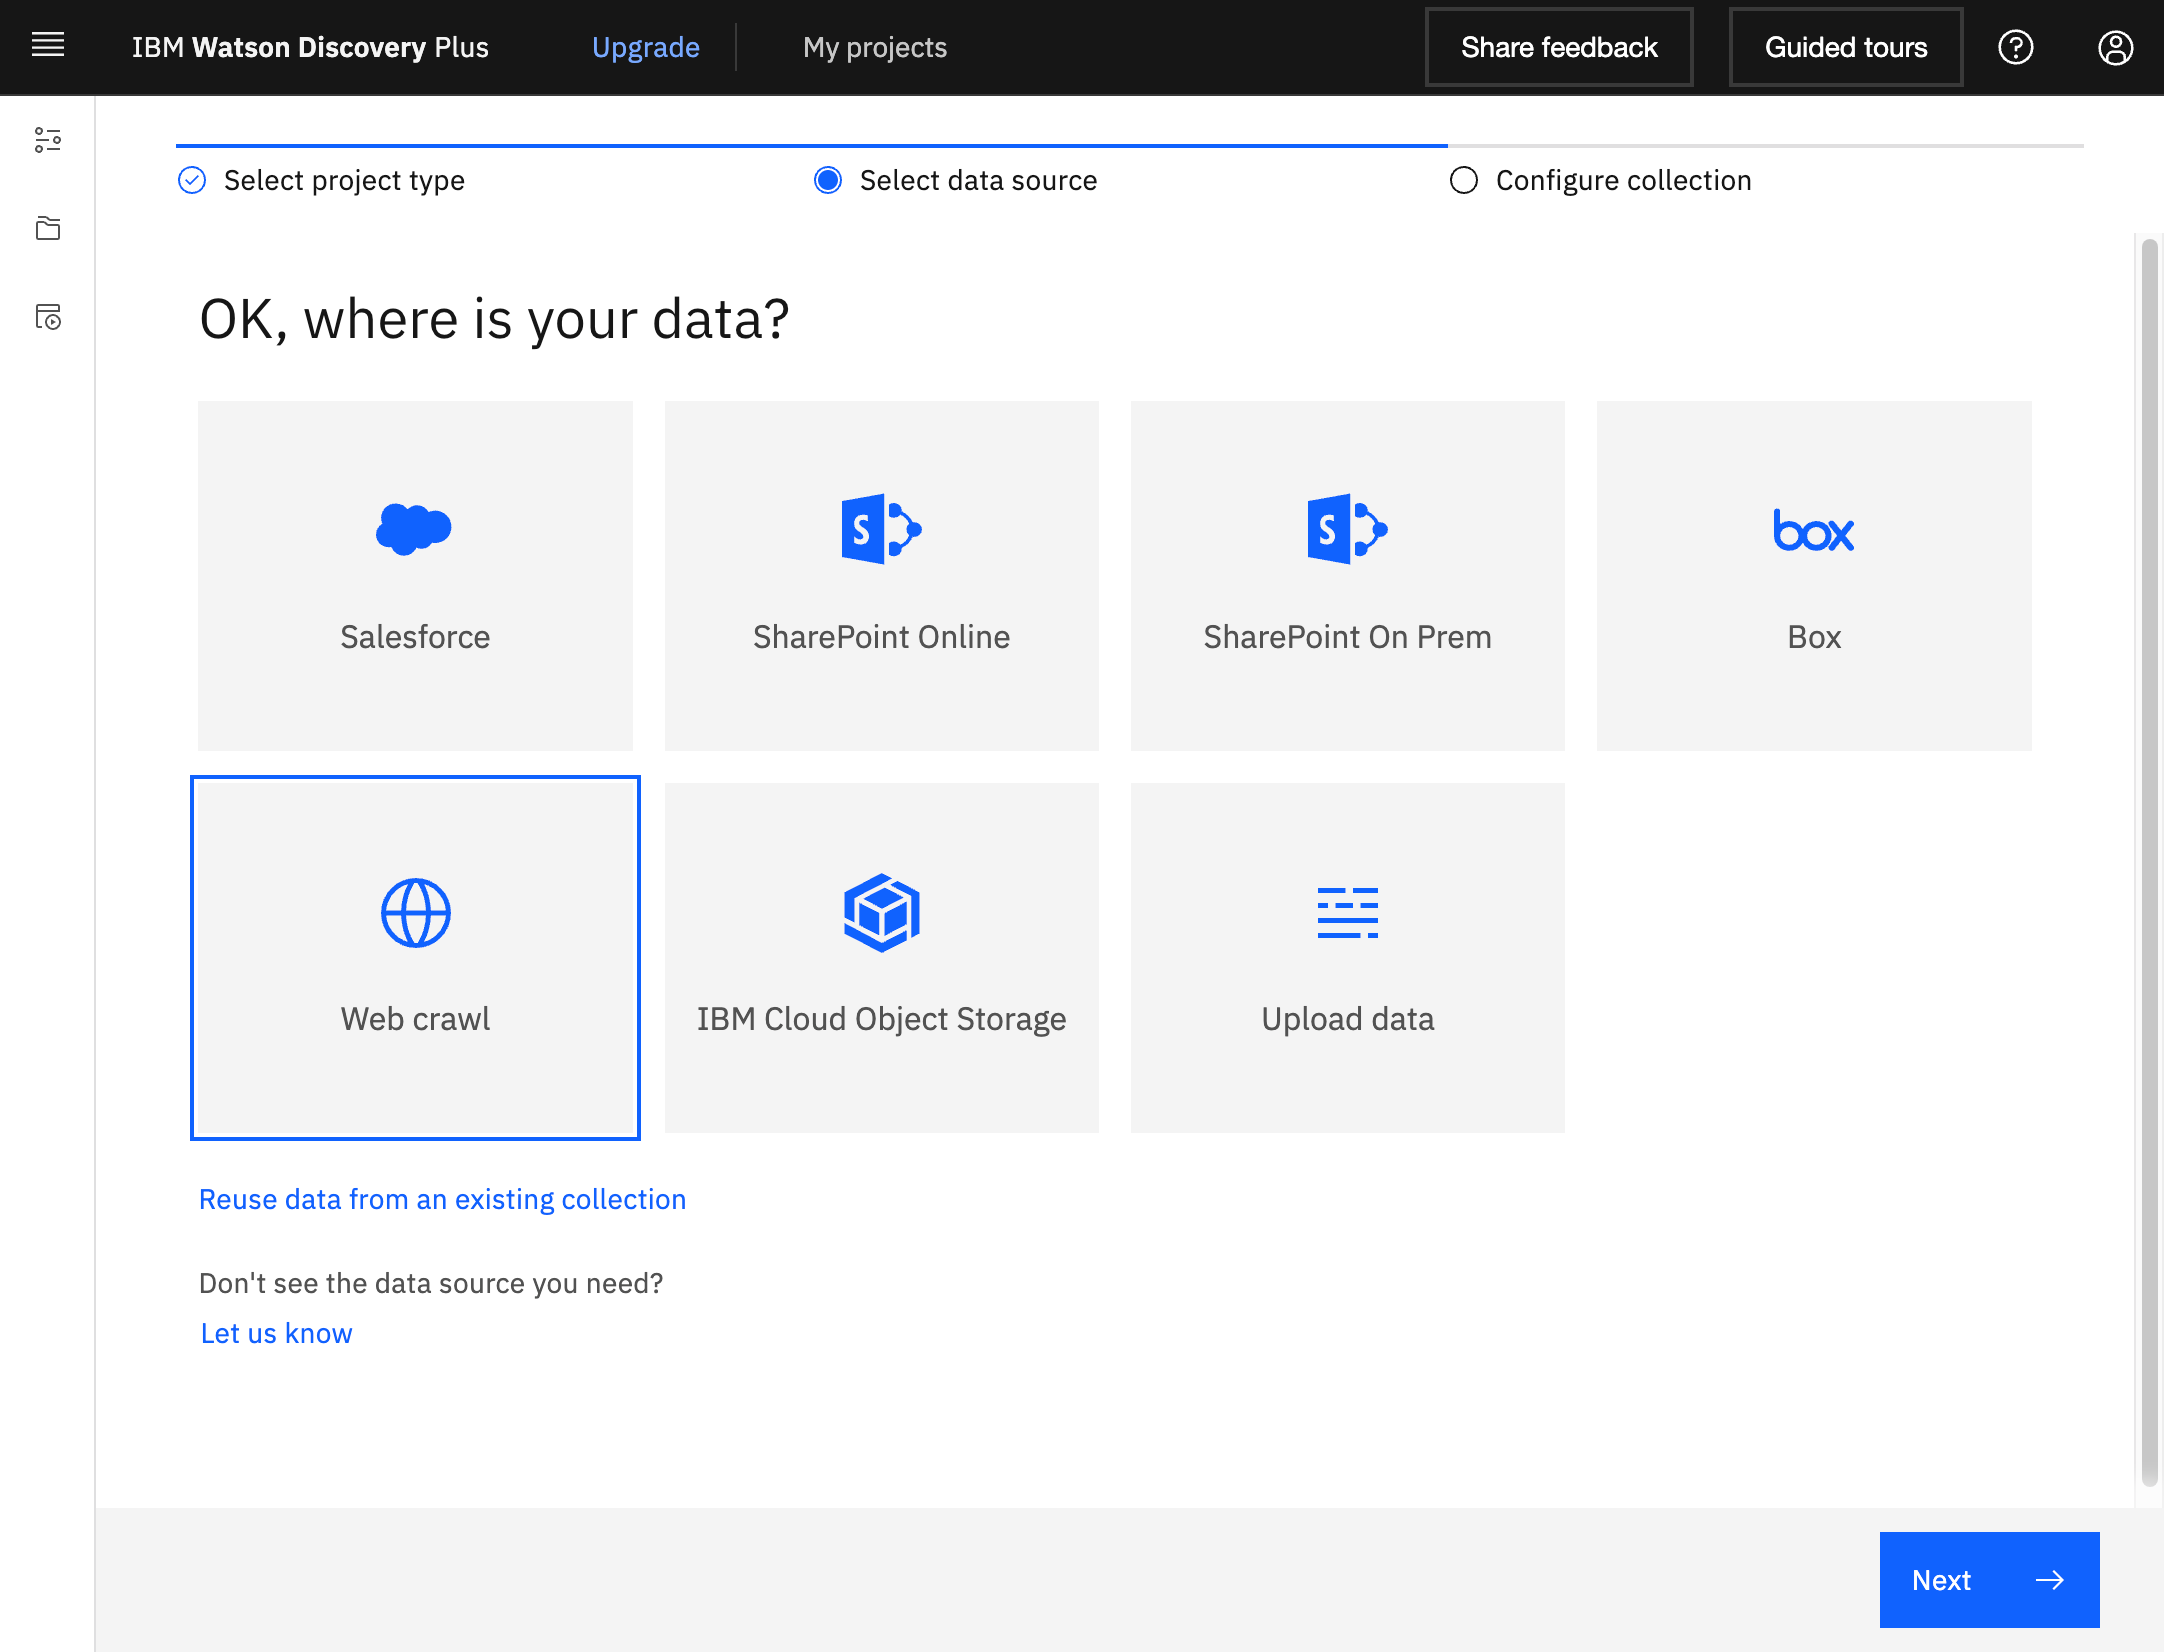 IBM Watson Discovery Plus
Upgrade
My projects
Share feedback
Guided tours
Select project type
Select data source
Configure collection
OK, where is your data?
S
S
box
Salesforce
SharePoint Online
SharePoint On Prem
Box
Web crawl
IBM Cloud Object Storage
Upload data
Reuse data from an existing collection
Don't see the data source you need?
Let us know
Next